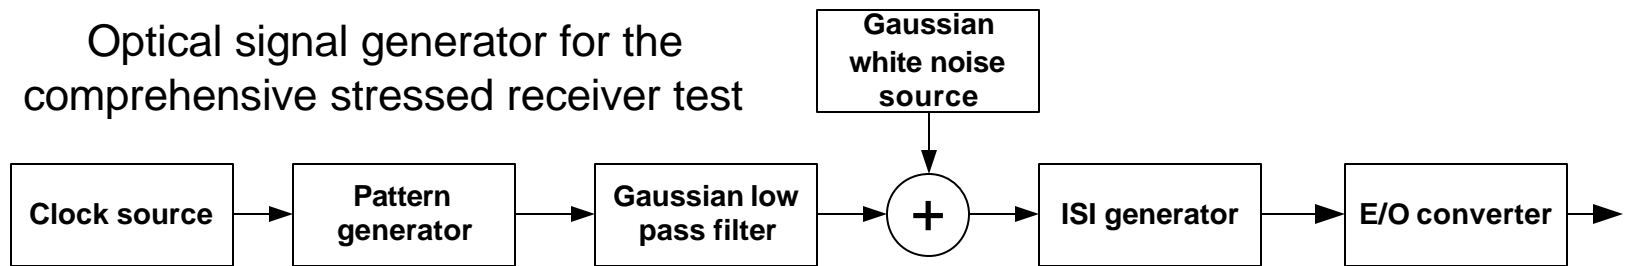 Optical signal generator for the
comprehensive stressed receiver test
Gaussian
white noise
source
Clock source
Pattern
generator
Gaussian low
pass filter
+
ISI generator
E/O converter